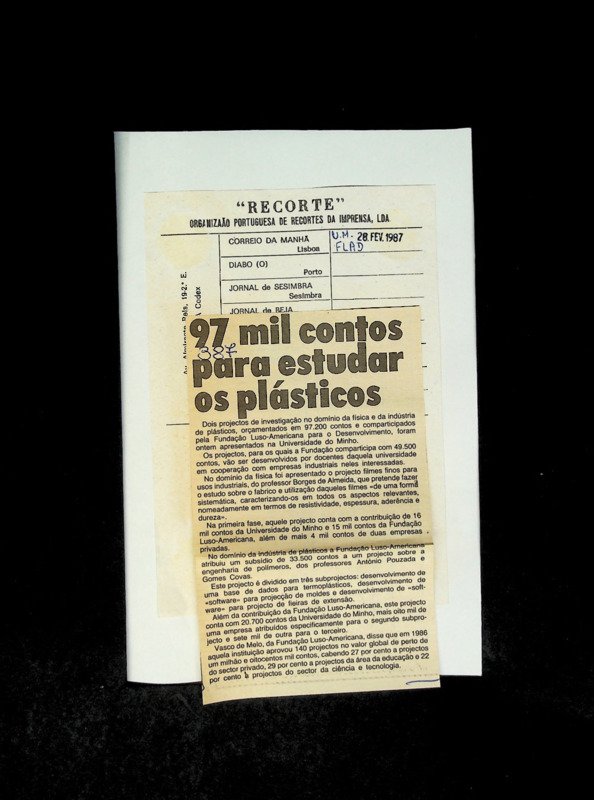 “RECORTE”
ORGANIZAÃO PORTUGUESA DE RECORTES DA IMPRENSA, LDA
CORREIO DA MANHÃ
Lisboa
U.M. - 28. FEV. 1987
FLAD
DIABO (O)
Porto
JORNAL de SESIMBRA
Sesimbra
JORNAL de BEJA
Reis, 19-2.º E.
Codex
97 mil contos
para estudar
os plásticos
Dois projectos de investigação no domínio da física e da indústria
de plásticos, orçamentados em 97.200 contos e comparticipados
pela Fundação Luso-Americana para o Desenvolvimento, foram
ontem apresentados na Universidade do Minho.
Os projectos, para os quais a Fundação comparticipa com 49.500
contos, vão ser desenvolvidos por docentes daquela universidade
em cooperação com empresas industriais neles interessadas.
No domínio da física foi apresentado o projecto filmes finos para
usos industriais, do professor Borges de Almeida, que pretende fazer
o estudo sobre o fabrico e utilização daqueles filmes «de uma forma
sistemática, caracterizando-os em todos os aspectos relevantes,
nomeadamente em termos de resistividade, espessura, aderência e
dureza».
Na primeira fase, aquele projecto conta com a contribuição de 16
mil contos da Universidade do Minho e 15 mil contos da Fundação
Luso-Americana, além de mais 4 mil contos de duas empresas
privadas.
No domínio da indústria de plásticos a Fundação Luso-Americana
atribuiu um subsídio de 33.500 contos a um projecto sobre a
engenharia de polímeros, dos professores António Pouzada e
Gomes Covas.
Este projecto é dividido em três subprojectos: desenvolvimento de
uma base de dados para termoplásticos, desenvolvimento de
«software» para projecção de moldes e desenvolvimento de «soft-
ware» para projecto de fieiras de extensão.
Além da contribuição da Fundação Luso-Americana, este projecto
conta com 20.700 contos da Universidade do Minho, mais oito mil de
uma empresa atribuídos especificamente para o segundo subpro-
jecto e sete mil de outra para o terceiro.
Vasco de Melo, da Fundação Luso-Americana, disse que em 1986
aquela instituição aprovou 140 projectos no valor global de perto de
um milhão e oitocentos mil contos, cabendo 27 por cento a projectos
do sector privado, 29 por cento a projectos da área da educação e 22
por cento a projectos do sector da ciência e tecnologia.